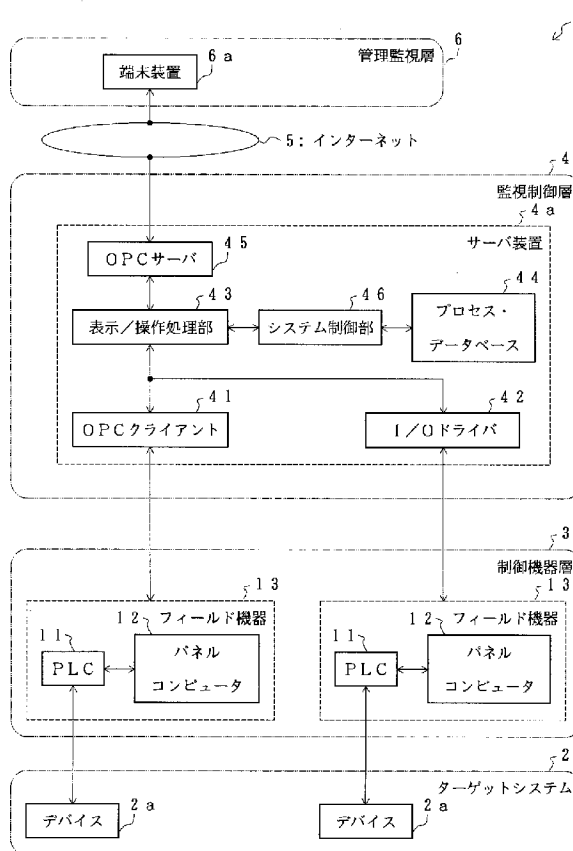 6
管理監視層
6a
端末装置
5：インターネット
4
監視制御層
4a
サーバ装置
45
OPCサーバ
43
表示／操作処理部
46
システム制御部
44
プロセス・
データベース
41
OPCクライアント
42
I／Oドライバ
3
制御機器層
13
フィールド機器
12
11
PLC
パネル
コンピュータ
13
フィールド機器
12
11
PLC
パネル
コンピュータ
2
ターゲットシステム
2a
デバイス
2a
デバイス